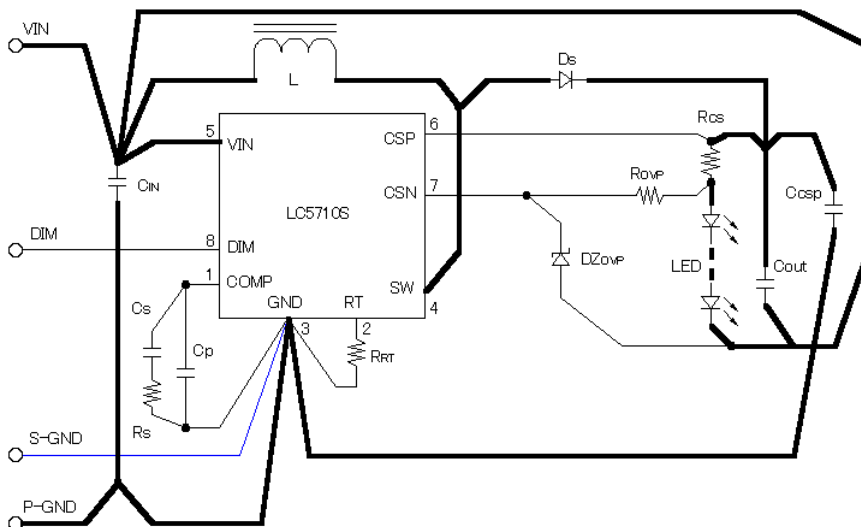 VIN
L
Ds
5
VIN
CSP
6
Rcs
CIN
CSN
7
ROVP
CCSP
LC5710S
DIM
8
DIM
DZOVP
LED
Cout
1
COMP
SW
GND
RT
4
3
2
Cs
Cp
RRT
Rs
S-GND
P-GND